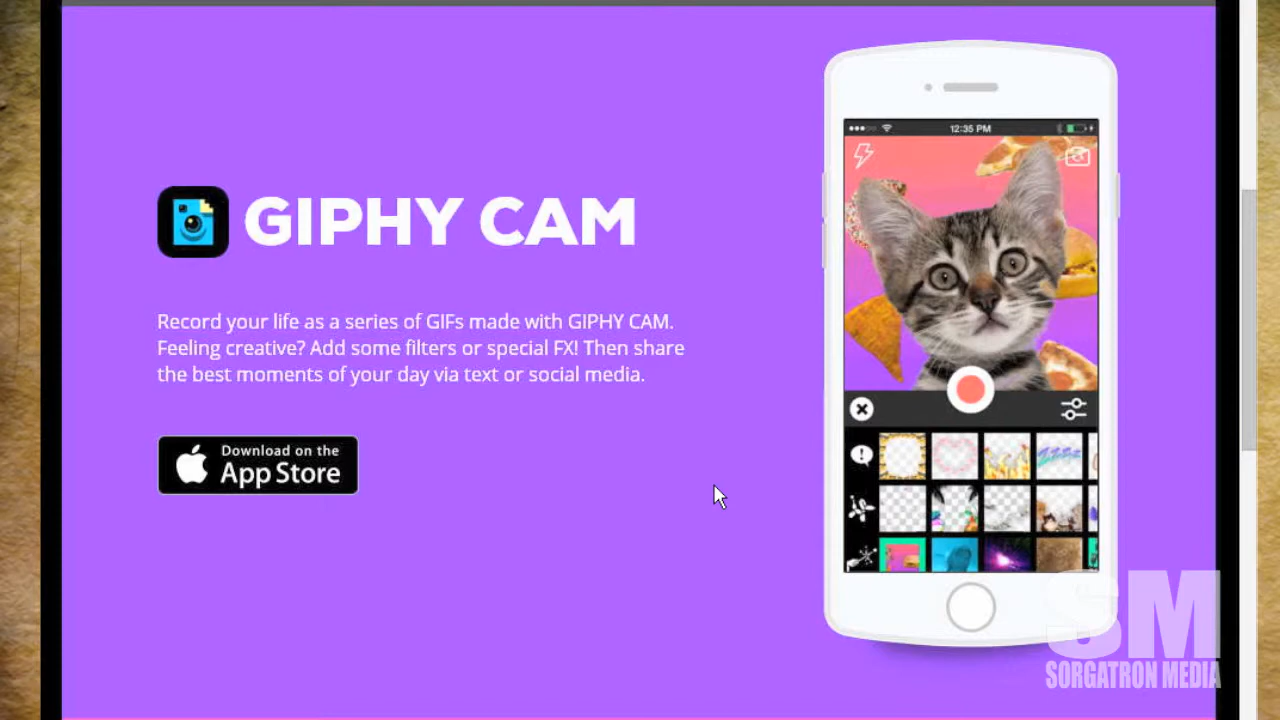 12:35 PM
GIPHY CAM
Record your life as a series of GIFs made with GIPHY CAM.
Feeling creative? Add some filters or special FX! Then share
the best moments of your day via text or social media.
Download on the
App Store
SM
SORGATRON MEDIA